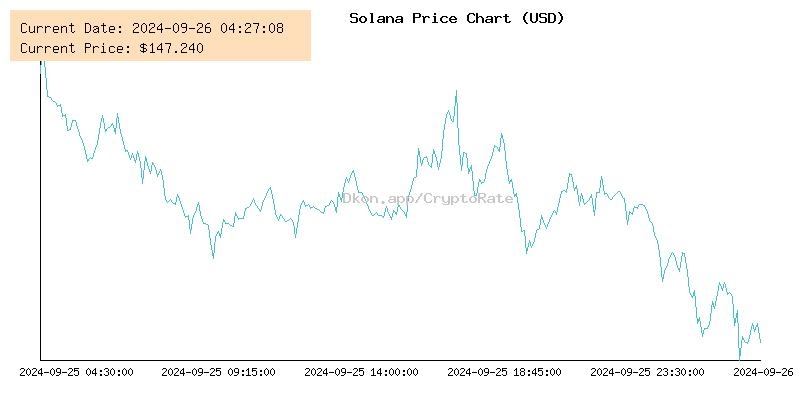 Solana Price Chart (USD)
Current Date: 2024-09-26 04:27:08
Current Price: $147.240
Dkon.app/CryptoRate
2024-09-25 04:30:00 2024-09-25 09:15:00 2024-09-25 14:00:00 2024-09-25 18:45:00 2024-09-25 23:30:00 2024-09-26